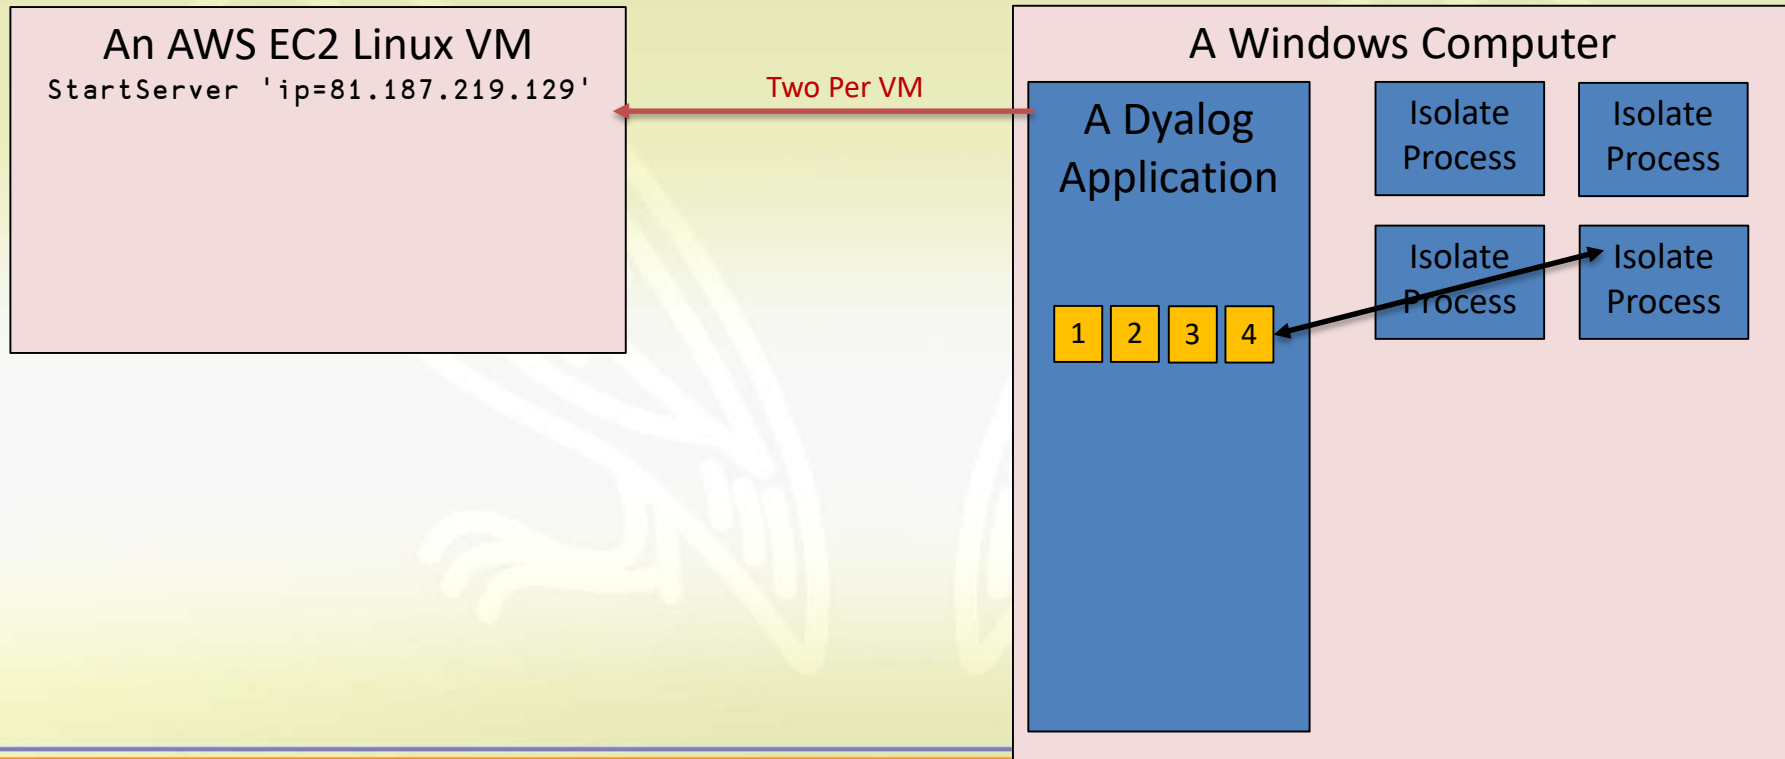 An AWS EC2 Linux VM
StartServer 'ip=81.187.219.129'
Two Per VM
A Windows Computer
A Dyalog
Application
1 2 3 4
Isolate
Process
Isolate
Process
Isolate
Process
Isolate
Process